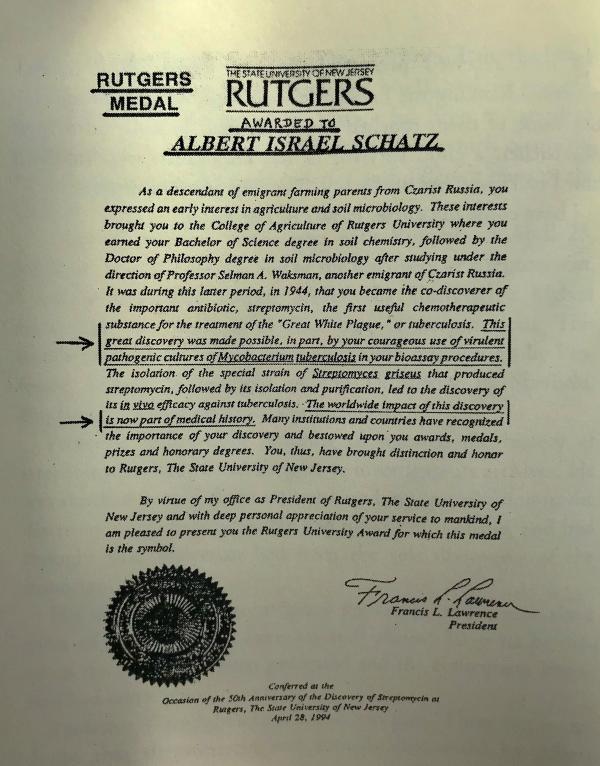 RUTGERS
MEDAL
THE STATE UNIVERSITY OF NEW JERSEY
RUTGERS
AWARDED TO
ALBERT ISRAEL SCHATZ
As a descendant of emigrant farming parents from Czarist Russia, you
expressed an early interest in agriculture and soil microbiology. These interests
brought you to the College of Agriculture of Rutgers University where you
earned your Bachelor of Science degree in soil chemistry, followed by the
Doctor of Philosophy degree in soil microbiology after studying under the
direction of Professor Selman A. Waksman, another emigrant of Czarist Russia.
It was during this latter period, in 1944, that you became the co-discoverer of
the important antibiotic, streptomycin, the first useful chemotherapeutic
substance for the treatment of the "Great White Plague," or tuberculosis. This
great discovery was made possible, in part, by your courageous use of virulent
pathogenic cultures of Mycobacterium tuberculosis in your bioassay procedures.
The isolation of the special strain of Streptomyces griseus that produced
streptomycin, followed by its isolation and purification, led to the discovery of
its in vivo efficacy against tuberculosis. The worldwide impact of this discovery
is now part of medical history. Many institutions and countries have recognized
the importance of your discovery and bestowed upon you awards, medals,
prizes and honorary degrees. You, thus, have brought distinction and honor
to Rutgers, The State University of New Jersey.
By virtue of my office as President of Rutgers, The State University of
New Jersey and with deep personal appreciation of your service to mankind, I
am pleased to present you the Rutgers University Award for which this medal
is the symbol.
Francis L. Lawrence
Francis L. Lawrence
President
Conferred at the
Occasion of the 50th Anniversary of the Discovery of Streptomycin at
Rutgers, The State University of New Jersey
April 28, 1994